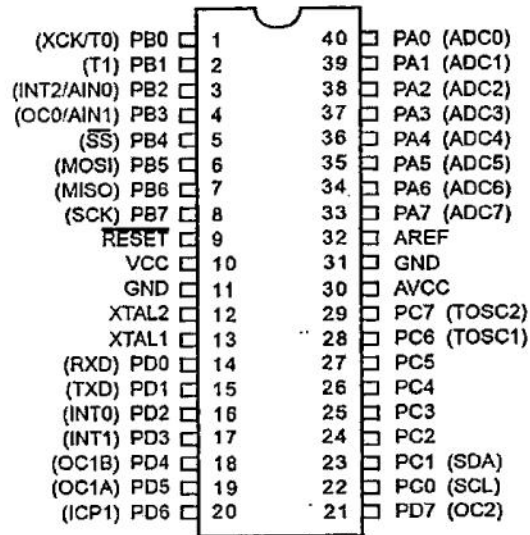 (XCK/T0) PB0 1 40 PA0 (ADC0)
(T1) PB1 2 39 PA1 (ADC1)
(INT2/AIN0) PB2 3 38 PA2 (ADC2)
(OC0/AIN1) PB3 4 37 PA3 (ADC3)
(S̅S̅) PB4 5 36 PA4 (ADC4)
(MOSI) PB5 6 35 PA5 (ADC5)
(MISO) PB6 7 34 PA6 (ADC6)
(SCK) PB7 8 33 PA7 (ADC7)
R̅E̅S̅E̅T̅ 9 32 AREF
VCC 10 31 GND
GND 11 30 AVCC
XTAL2 12 29 PC7 (TOSC2)
XTAL1 13 28 PC6 (TOSC1)
(RXD) PD0 14 27 PC5
(TXD) PD1 15 26 PC4
(INT0) PD2 16 25 PC3
(INT1) PD3 17 24 PC2
(OC1B) PD4 18 23 PC1 (SDA)
(OC1A) PD5 19 22 PC0 (SCL)
(ICP1) PD6 20 21 PD7 (OC2)